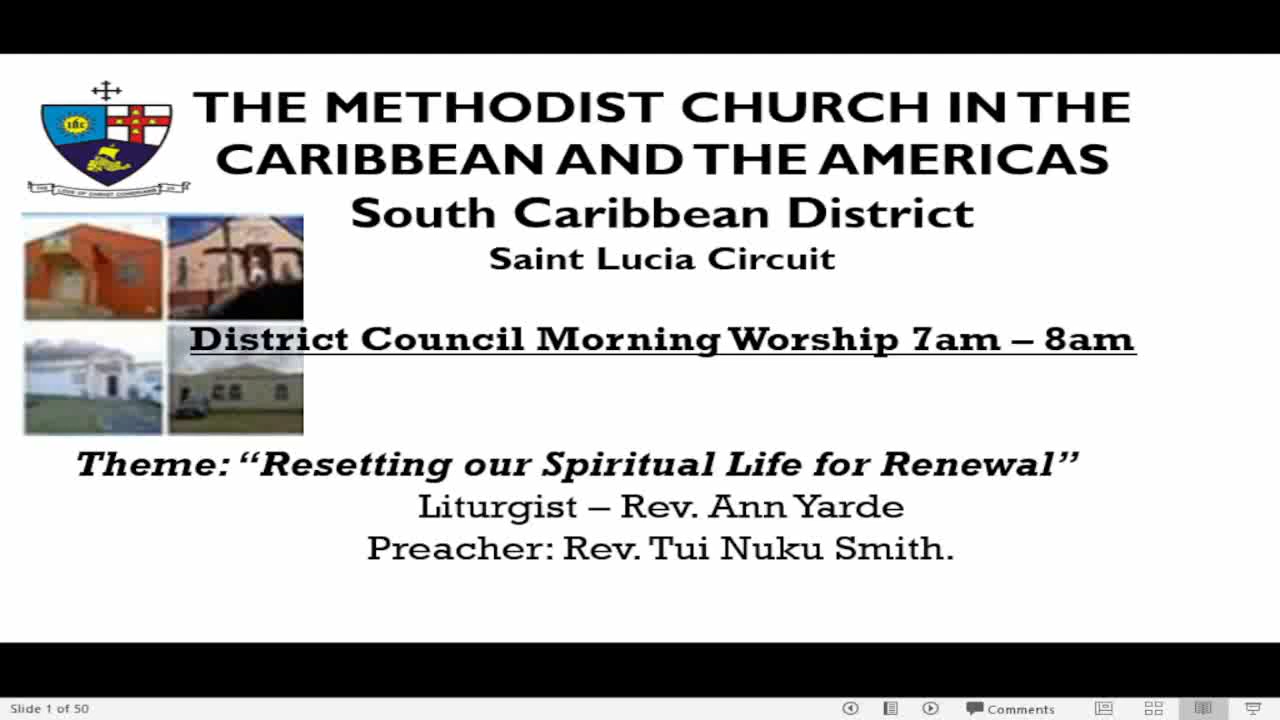 THE METHODIST CHURCH IN THE
CARIBBEAN AND THE AMERICAS
South Caribbean District
Saint Lucia Circuit
District Council Morning Worship 7am – 8am
Theme: “Resetting our Spiritual Life for Renewal”
Liturgist – Rev. Ann Yarde
Preacher: Rev. Tui Nuku Smith.
Slide 1 of 50
Comments